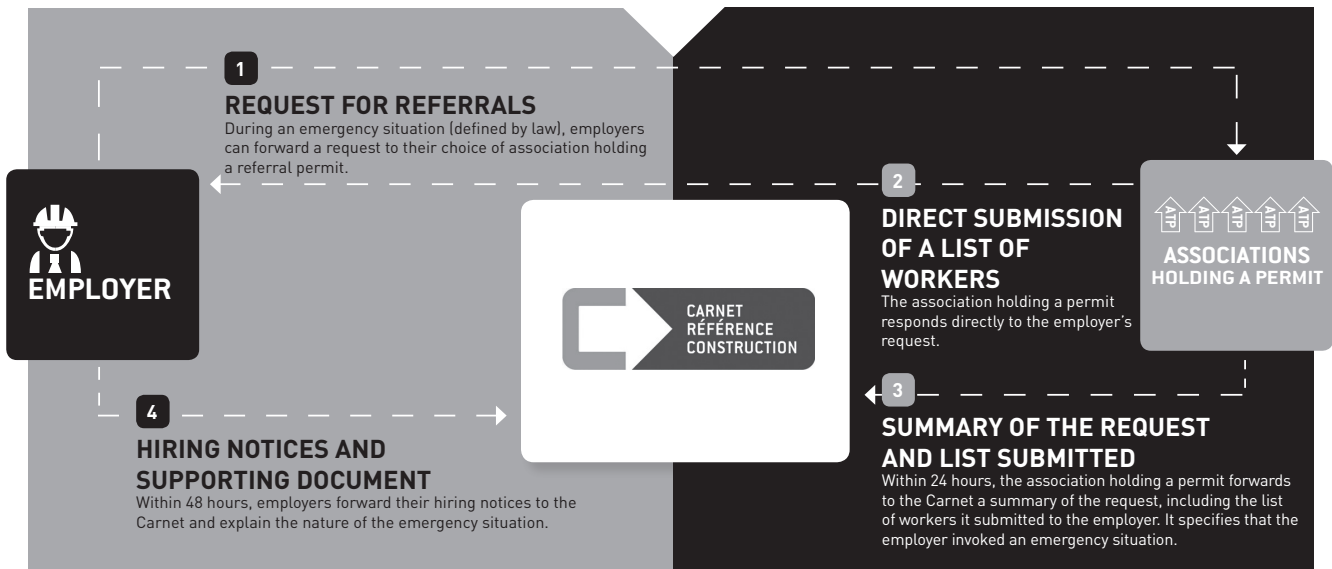 1
REQUEST FOR REFERRALS
During an emergency situation (defined by law), employers
can forward a request to their choice of association holding
a referral permit.
EMPLOYER
2
DIRECT SUBMISSION
OF A LIST OF
WORKERS
The association holding a permit
responds directly to the employer's
request.
ATP ATP ATP ATP ATP
ASSOCIATIONS
HOLDING A PERMIT
CARNET
RÉFÉRENCE
CONSTRUCTION
3
SUMMARY OF THE REQUEST
AND LIST SUBMITTED
Within 24 hours, the association holding a permit forwards
to the Carnet a summary of the request, including the list
of workers it submitted to the employer. It specifies that the
employer invoked an emergency situation.
4
HIRING NOTICES AND
SUPPORTING DOCUMENT
Within 48 hours, employers forward their hiring notices to the
Carnet and explain the nature of the emergency situation.